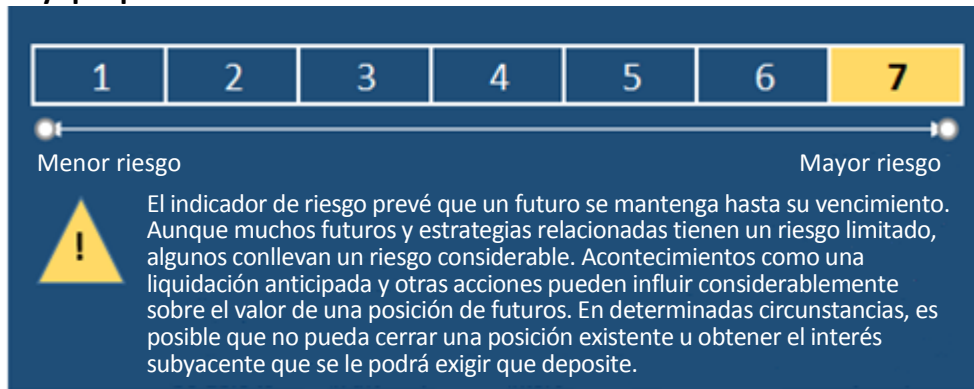 1 2 3 4 5 6 7
Menor riesgo Mayor riesgo
! El indicador de riesgo prevé que un futuro se mantenga hasta su vencimiento.
Aunque muchos futuros y estrategias relacionadas tienen un riesgo limitado,
algunos conllevan un riesgo considerable. Acontecimientos como una
liquidación anticipada y otras acciones pueden influir considerablemente
sobre el valor de una posición de futuros. En determinadas circunstancias, es
posible que no pueda cerrar una posición existente u obtener el interés
subyacente que se le podrá exigir que deposite.